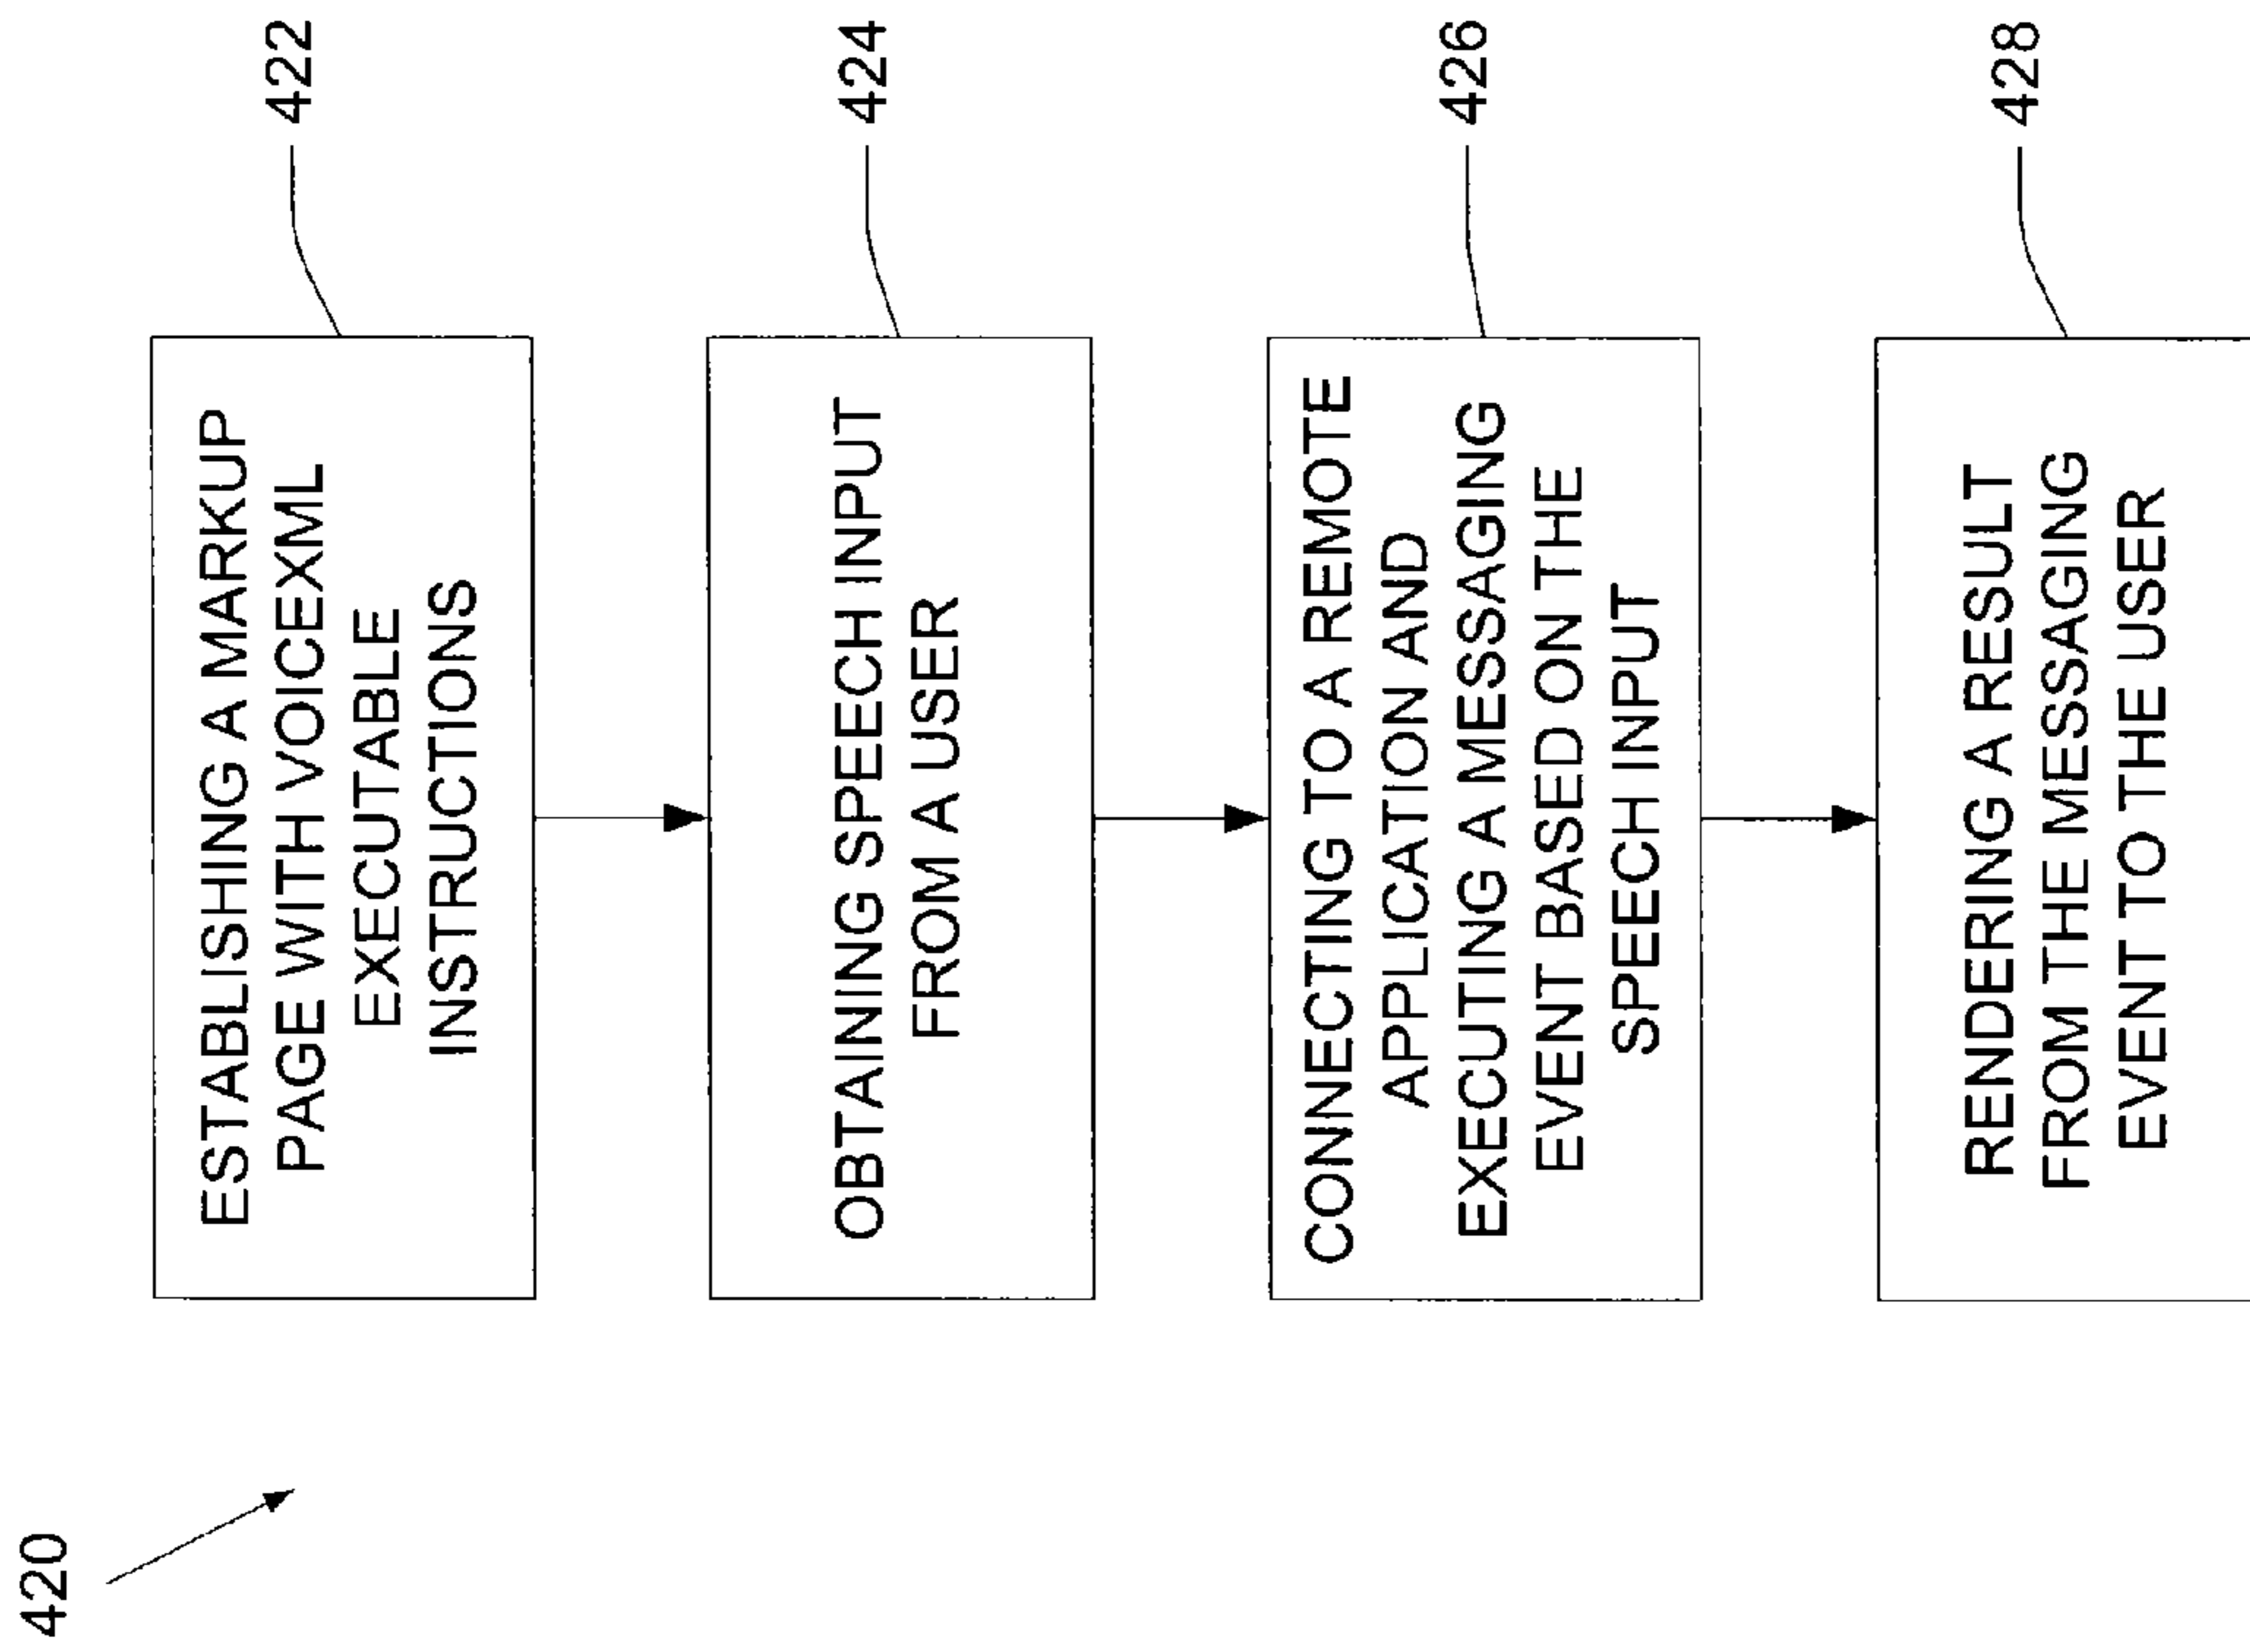 420
ESTABLISHING A MARKUP
PAGE WITH VOICEXML
EXECUTABLE
INSTRUCTIONS
422
OBTAINING SPEECH INPUT
FROM A USER
424
CONNECTING TO A REMOTE
APPLICATION AND
EXECUTING A MESSAGING
EVENT BASED ON THE
SPEECH INPUT
426
RENDERING A RESULT
FROM THE MESSAGING
EVENT TO THE USER
428